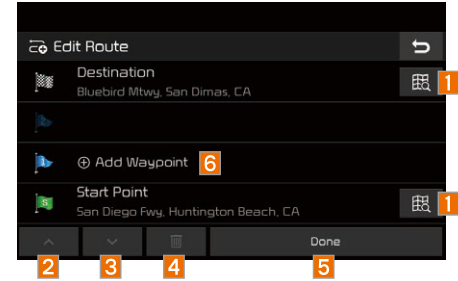 Edit Route
Destination
Bluebird Mtwy, San Dimas, CA
1
Add Waypoint
6
Start Point
San Diego Fwy, Huntington Beach, CA
1
Done
2
3
4
5